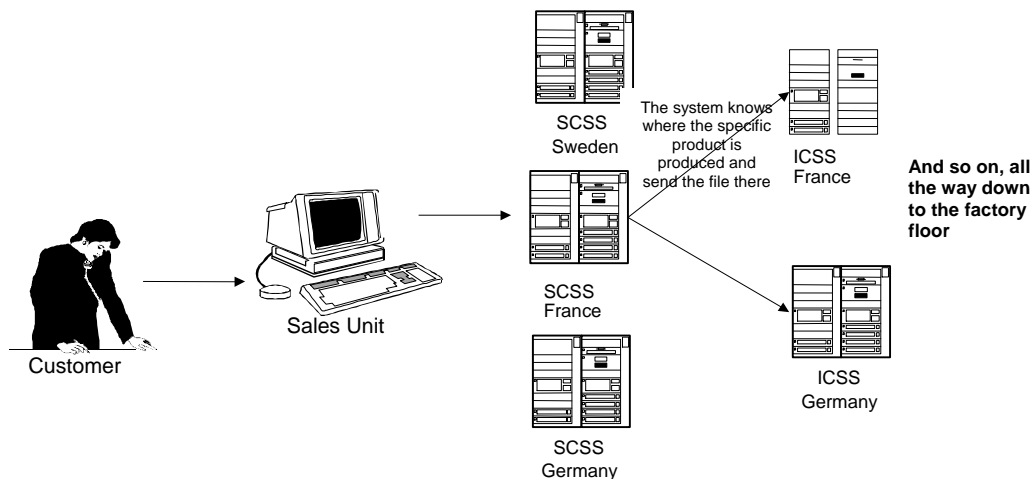 SCSS
Sweden
The system knows
where the specific
product is
produced and
send the file there
ICSS
France
And so on, all
the way down
to the factory
floor
SCSS
France
Sales Unit
Customer
ICSS
Germany
SCSS
Germany